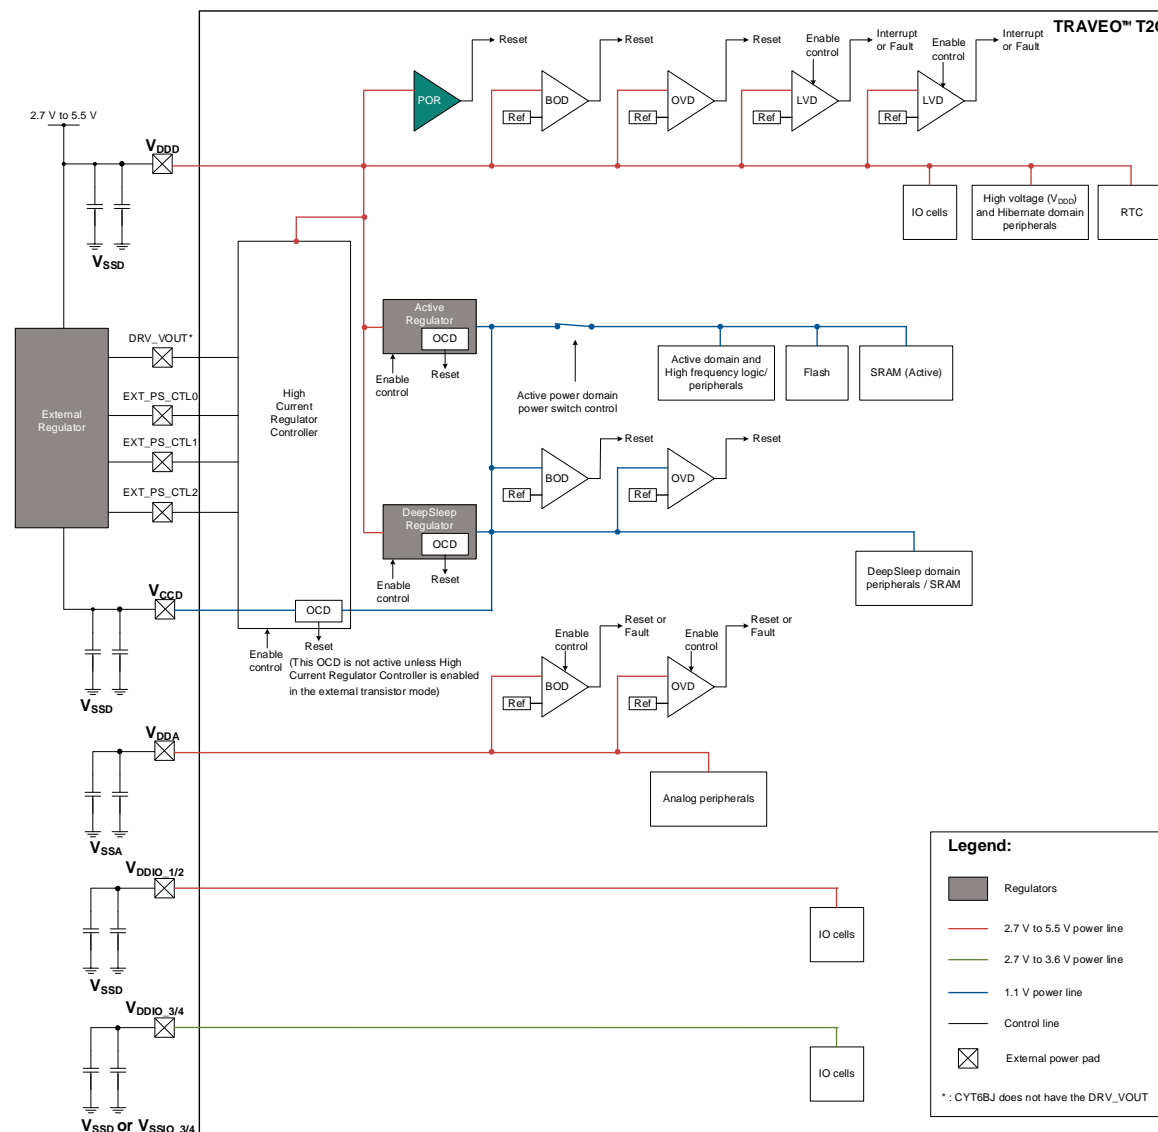 TRAVEO™ T2G
Reset
Reset
Reset
Enable
control
Interrupt
or Fault
Enable
control
Interrupt
or Fault
POR
BOD
OVD
LVD
LVD
Ref
Ref
Ref
Ref
2.7 V to 5.5 V
VDDD
VSSD
IO cells
High voltage (VDDD)
and Hibernate domain
peripherals
RTC
DRV_VOUT*
EXT_PS_CTL0
EXT_PS_CTL1
EXT_PS_CTL2
External
Regulator
High
Current
Regulator
Controller
Active
Regulator
OCD
Enable
control
Reset
Active power domain
power switch control
Active domain and
High frequency logic/
peripherals
Flash
SRAM (Active)
Reset
Reset
BOD
OVD
Ref
Ref
DeepSleep
Regulator
OCD
Enable
control
Reset
DeepSleep domain
peripherals / SRAM
VCCD
VSSD
OCD
Enable
control
Reset
(This OCD is not active unless High
Current Regulator Controller is enabled
in the external transistor mode)
Enable
control
Reset or
Fault
Enable
control
Reset or
Fault
BOD
OVD
Ref
Ref
VDDA
VSSA
Analog peripherals
VDDIO_1/2
VSSD
IO cells
VDDIO_3/4
VSSD or VSSIO_3/4
IO cells
Legend:
Regulators
2.7 V to 5.5 V power line
2.7 V to 3.6 V power line
1.1 V power line
Control line
External power pad
* : CYT6BJ does not have the DRV_VOUT